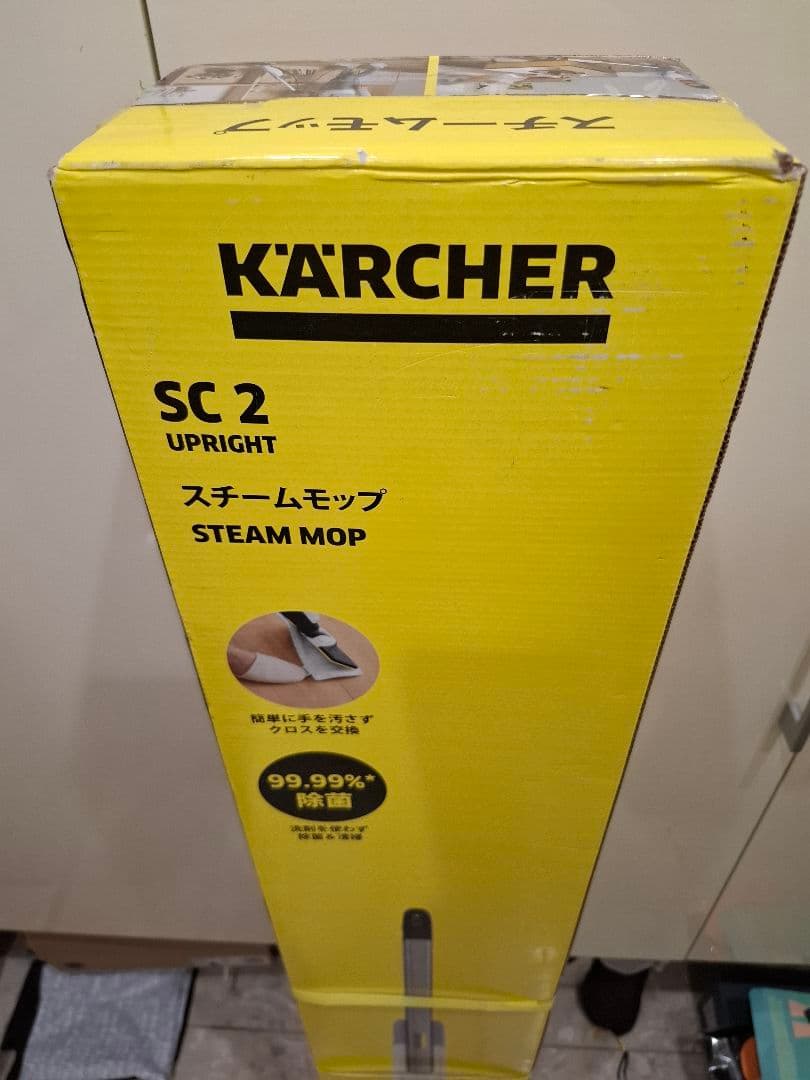 スチームモップ
KÄRCHER
SC 2
UPRIGHT
スチームモップ
STEAM MOP
簡単に手を汚さず
クロスを交換
99.99%*
除菌
洗剤を使わず
除菌&清掃